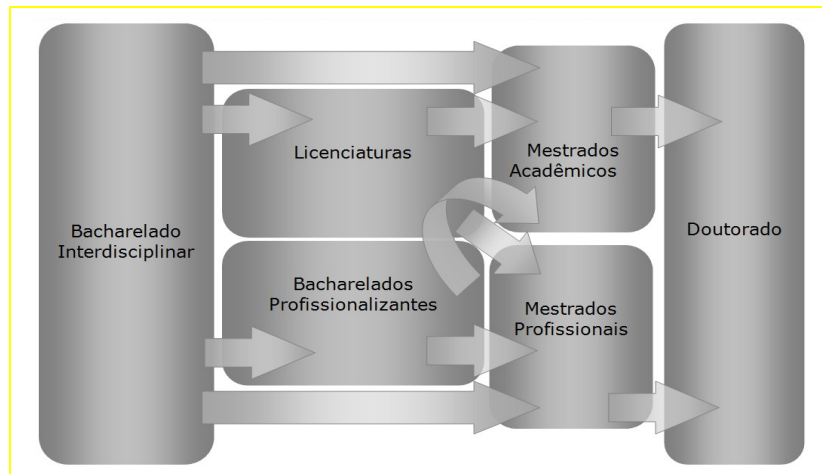 Bacharelado
Interdisciplinar
Licenciaturas
Bacharelados
Profissionalizantes
Mestrados
Acadêmicos
Mestrados
Profissionais
Doutorado